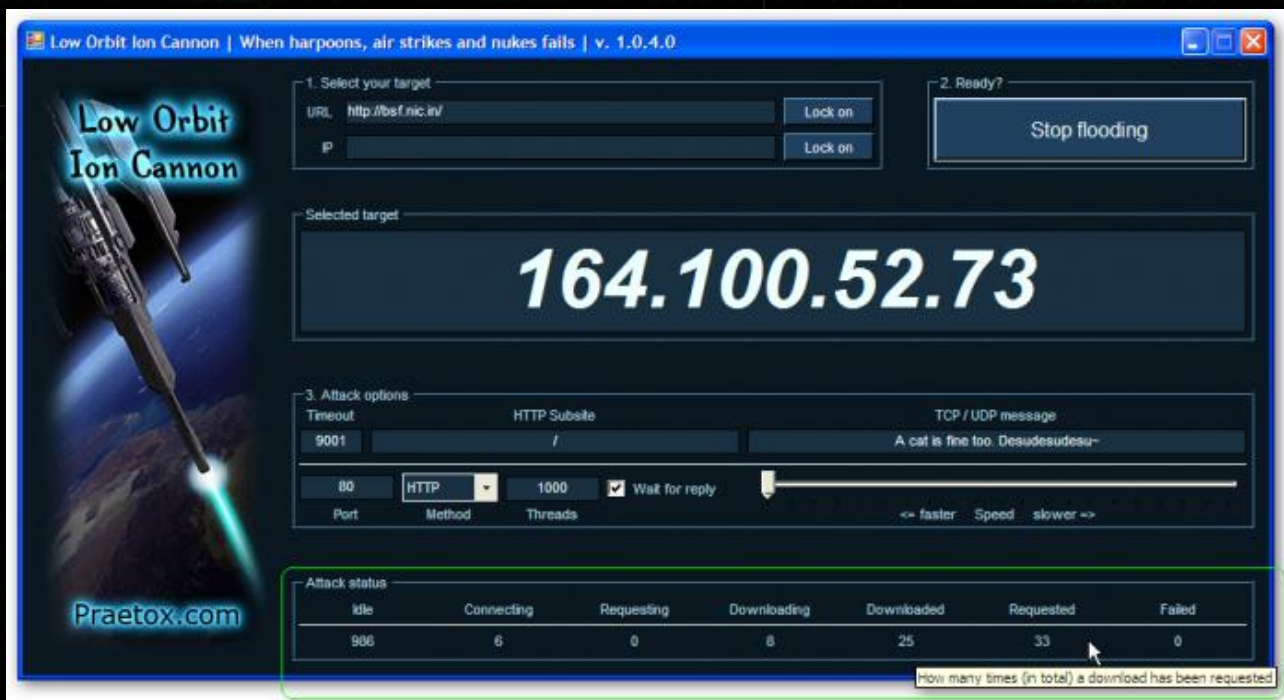 Low Orbit Ion Cannon | When harpoons, air strikes and nukes fails | v. 1.0.4.0
Low Orbit
Ion Cannon
1. Select your target
URL http://bsf.nic.in/ Lock on
IP Lock on
2. Ready?
Stop flooding
Selected target
164.100.52.73
3. Attack options
Timeout HTTP Subsite TCP / UDP message
9001 / A cat is fine too. Desudesudesu~
80 HTTP 1000 Wait for reply
Port Method Threads <= faster Speed slower =>
Attack status
Idle Connecting Requesting Downloading Downloaded Requested Failed
986 6 0 8 25 33 0
How many times (in total) a download has been requested
Praetox.com